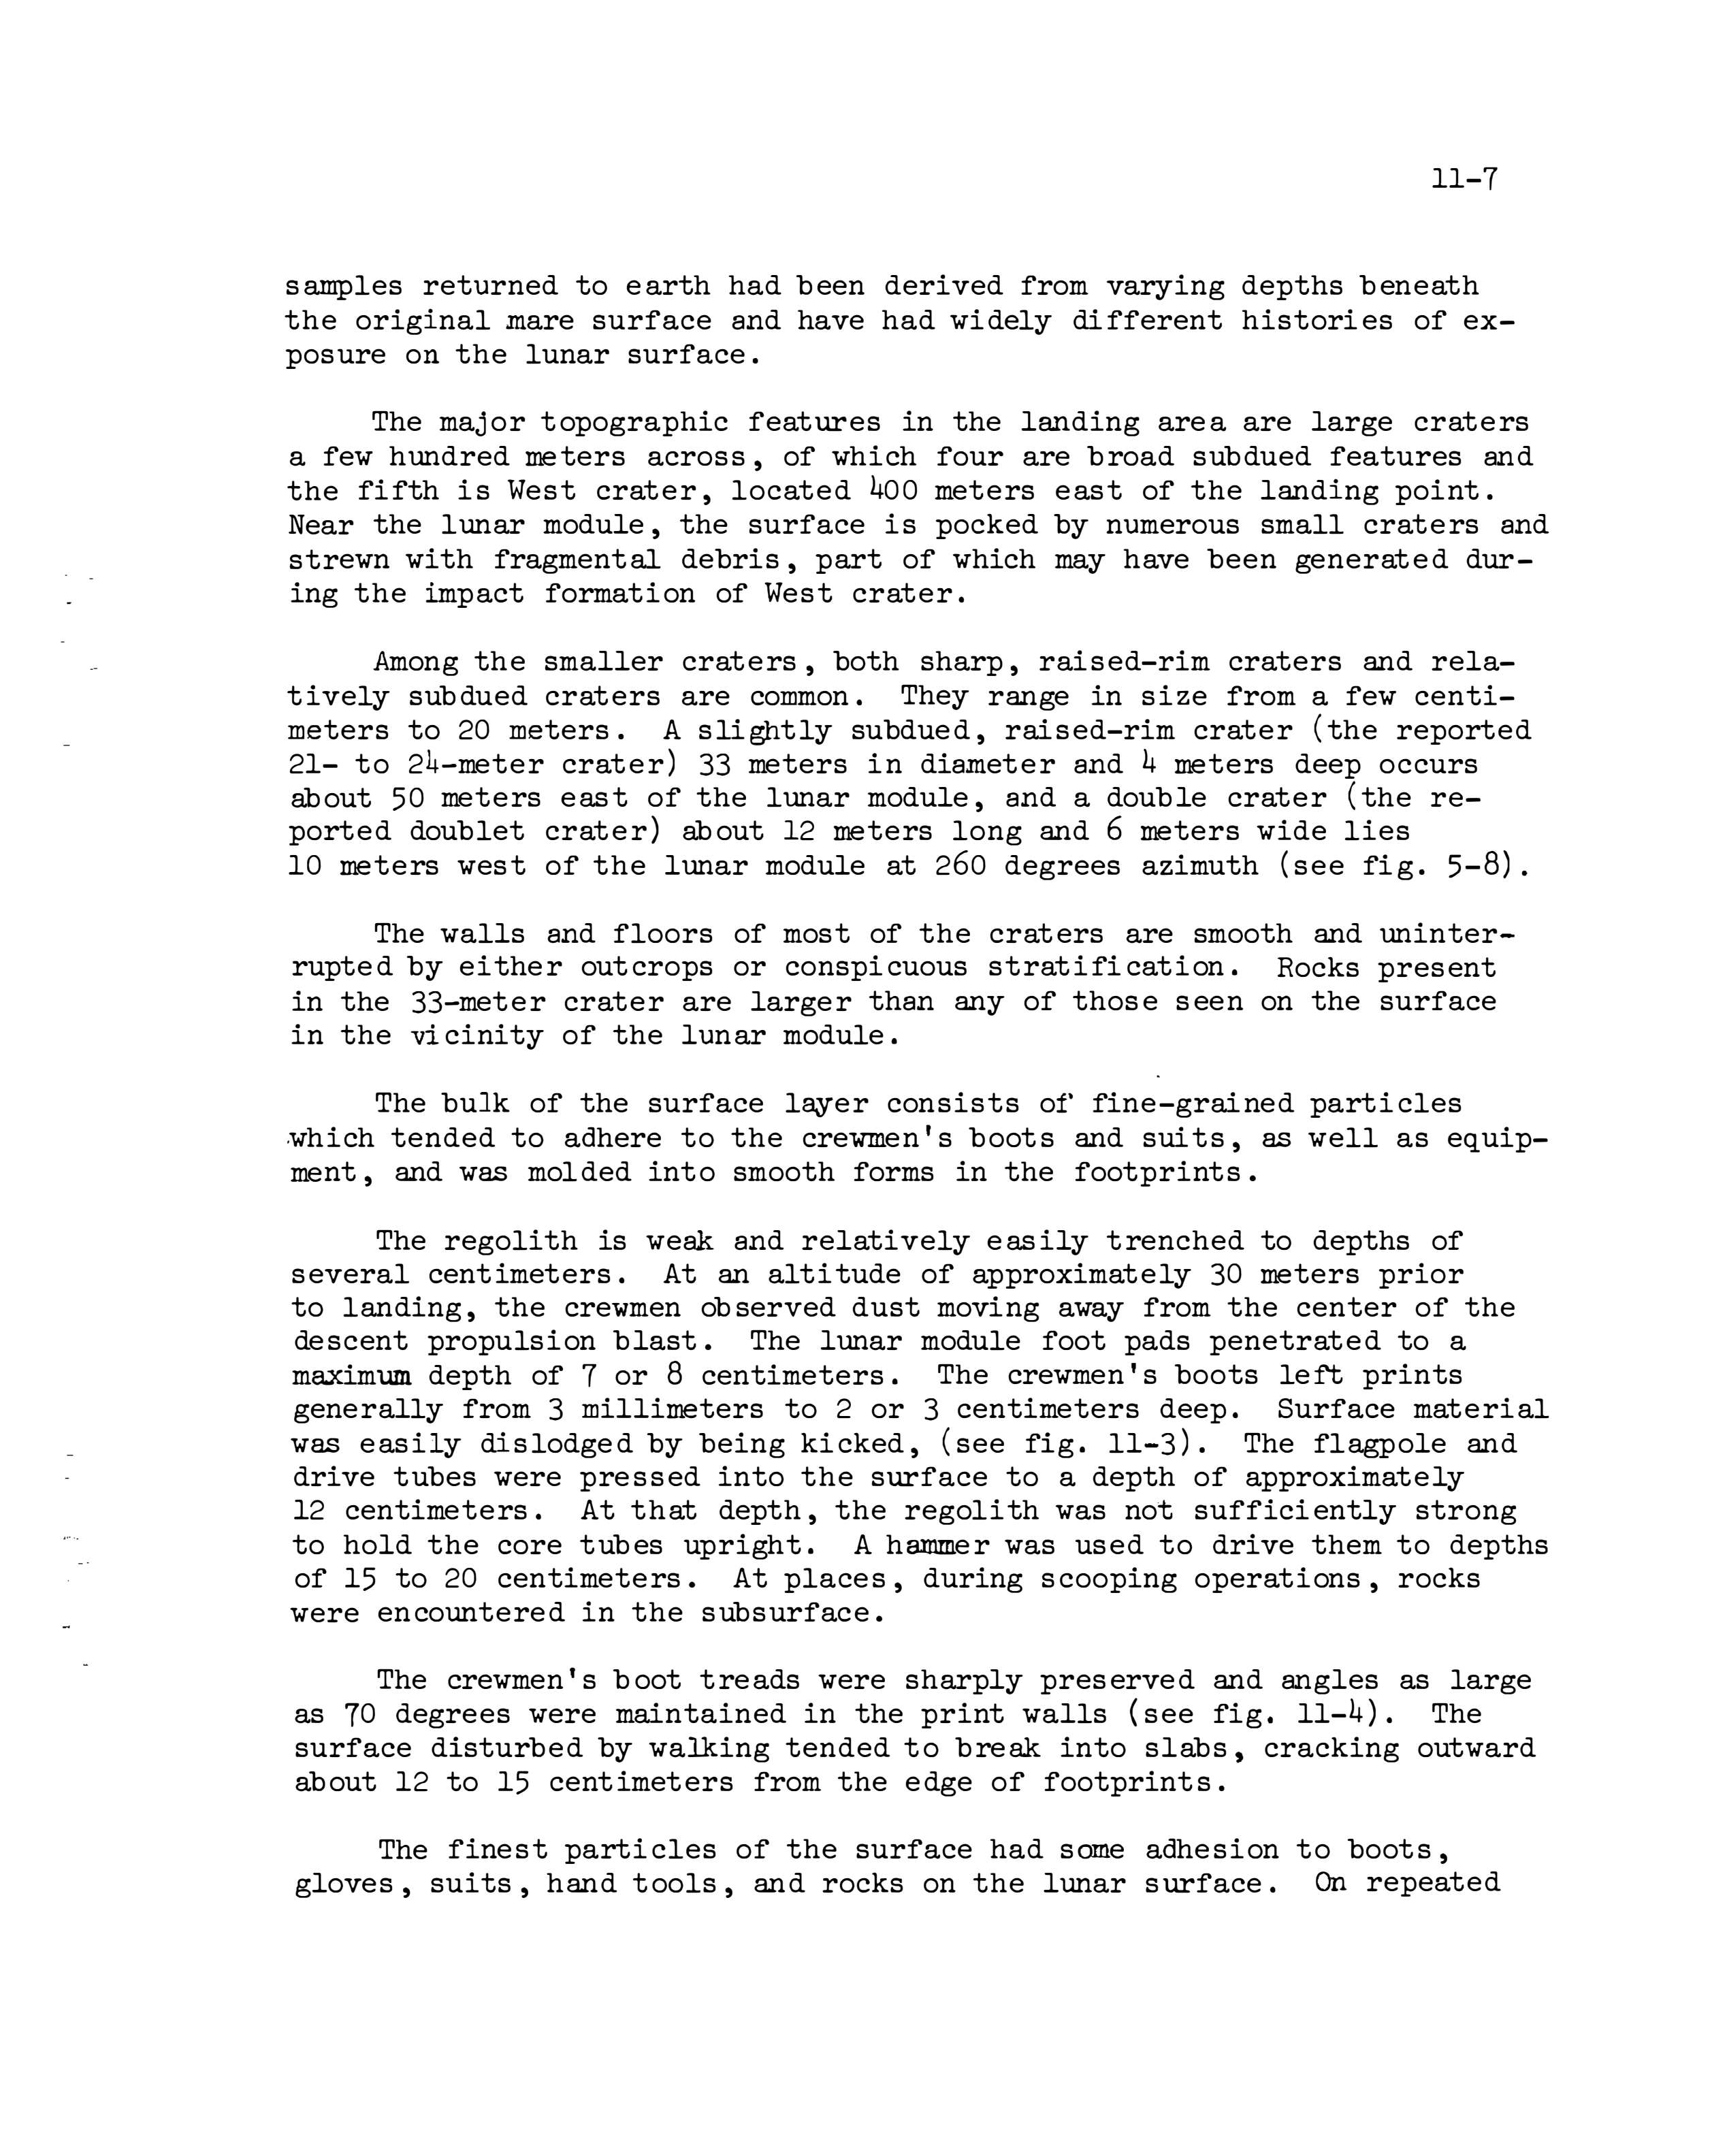 11-7
samples returned to earth had been derived from varying depths beneath
the original mare surface and have had widely different histories of ex-
posure on the lunar surface.
The major topographic features in the landing area are large craters
a few hundred meters across, of which four are broad subdued features and
the fifth is West crater, located 400 meters east of the landing point.
Near the lunar module, the surface is pocked by numerous small craters and
strewn with fragmental debris, part of which may have been generated dur-
ing the impact formation of West crater.
Among the smaller craters, both sharp, raised-rim craters and rela-
tively subdued craters are common. They range in size from a few centi-
meters to 20 meters. A slightly subdued, raised-rim crater (the reported
21- to 24-meter crater) 33 meters in diameter and 4 meters deep occurs
about 50 meters east of the lunar module, and a double crater (the re-
ported doublet crater) about 12 meters long and 6 meters wide lies
10 meters west of the lunar module at 260 degrees azimuth (see fig. 5-8).
The walls and floors of most of the craters are smooth and uninter-
rupted by either outcrops or conspicuous stratification. Rocks present
in the 33-meter crater are larger than any of those seen on the surface
in the vicinity of the lunar module.
The bulk of the surface layer consists of fine-grained particles
which tended to adhere to the crewmen's boots and suits, as well as equip-
ment, and was molded into smooth forms in the footprints.
The regolith is weak and relatively easily trenched to depths of
several centimeters. At an altitude of approximately 30 meters prior
to landing, the crewmen observed dust moving away from the center of the
descent propulsion blast. The lunar module foot pads penetrated to a
maximum depth of 7 or 8 centimeters. The crewmen's boots left prints
generally from 3 millimeters to 2 or 3 centimeters deep. Surface material
was easily dislodged by being kicked, (see fig. 11-3). The flagpole and
drive tubes were pressed into the surface to a depth of approximately
12 centimeters. At that depth, the regolith was not sufficiently strong
to hold the core tubes upright. A hammer was used to drive them to depths
of 15 to 20 centimeters. At places, during scooping operations, rocks
were encountered in the subsurface.
The crewmen's boot treads were sharply preserved and angles as large
as 70 degrees were maintained in the print walls (see fig. 11-4). The
surface disturbed by walking tended to break into slabs, cracking outward
about 12 to 15 centimeters from the edge of footprints.
The finest particles of the surface had some adhesion to boots,
gloves, suits, hand tools, and rocks on the lunar surface. On repeated